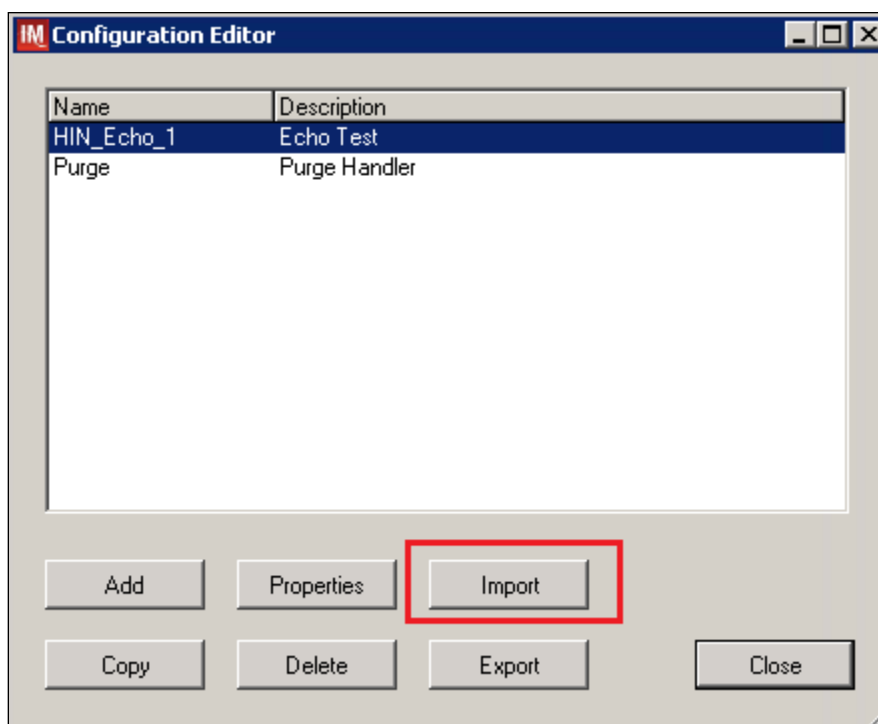 IM Configuration Editor
Name Description
HIN_Echo_1 Echo Test
Purge Purge Handler
Add Properties Import
Copy Delete Export Close